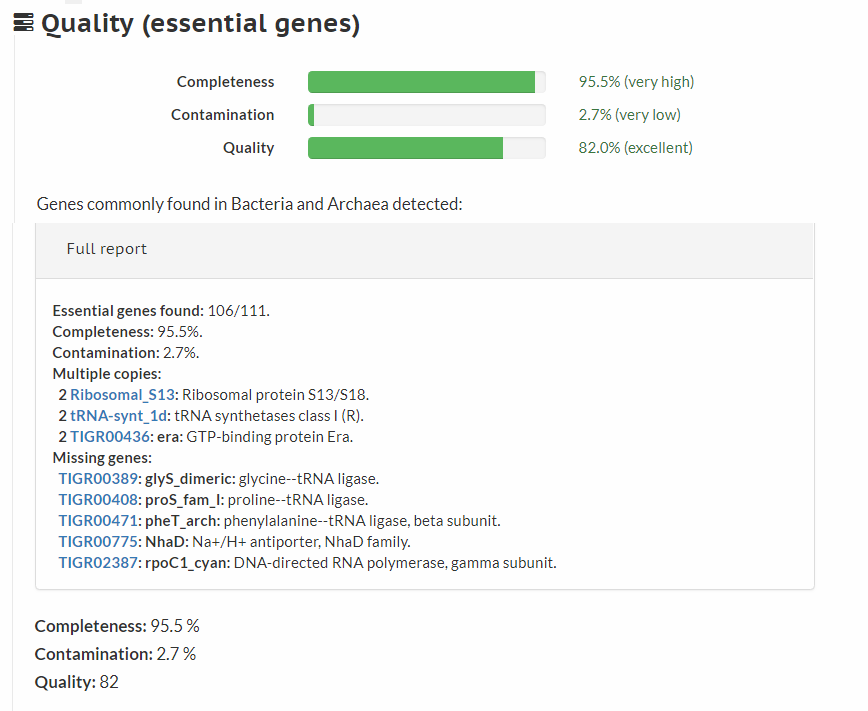 Quality (essential genes)
Completeness 95.5% (very high)
Contamination 2.7% (very low)
Quality 82.0% (excellent)
Genes commonly found in Bacteria and Archaea detected:
Full report
Essential genes found: 106/111.
Completeness: 95.5%.
Contamination: 2.7%.
Multiple copies:
2 Ribosomal_S13: Ribosomal protein S13/S18.
2 tRNA-synt_1d: tRNA synthetases class I (R).
2 TIGR00436: era: GTP-binding protein Era.
Missing genes:
TIGR00389: glyS_dimeric: glycine--tRNA ligase.
TIGR00408: proS_fam_I: proline--tRNA ligase.
TIGR00471: pheT_arch: phenylalanine--tRNA ligase, beta subunit.
TIGR00775: NhaD: Na+/H+ antiporter, NhaD family.
TIGR02387: rpoC1_cyan: DNA-directed RNA polymerase, gamma subunit.
Completeness: 95.5 %
Contamination: 2.7 %
Quality: 82